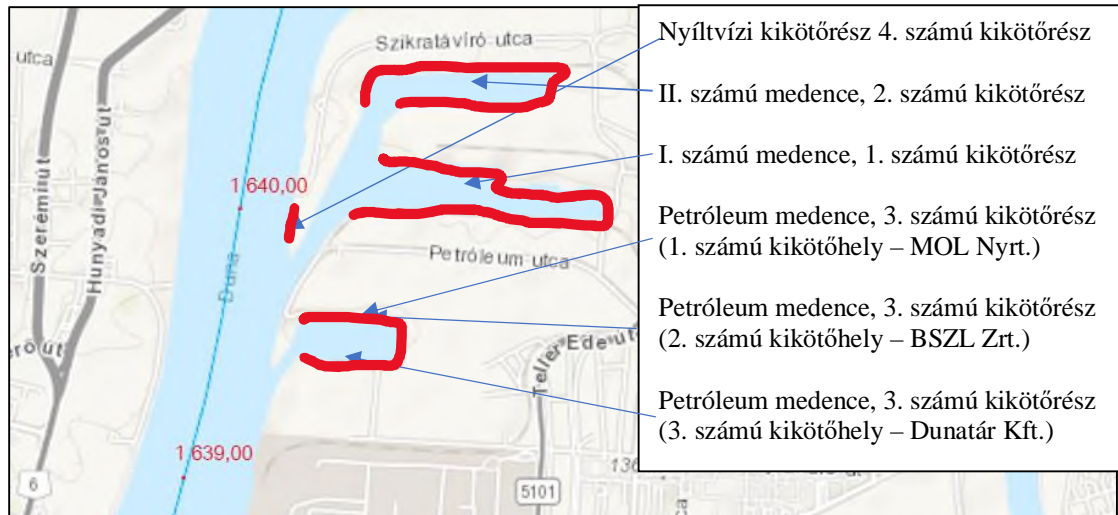 Nyíltvízi kikötőrész 4. számú kikötőrész
II. számú medence, 2. számú kikötőrész
I. számú medence, 1. számú kikötőrész
Petróleum medence, 3. számú kikötőrész
(1. számú kikötőhely – MOL Nyrt.)
Petróleum medence, 3. számú kikötőrész
(2. számú kikötőhely – BSZL Zrt.)
Petróleum medence, 3. számú kikötőrész
(3. számú kikötőhely – Dunatár Kft.)
Szikratávíró utca
utca
Szerémi út
Hunyadi János út
1 640,00
Duna
Petróleum utca
Teller Ede út
1 639,00
6
5101